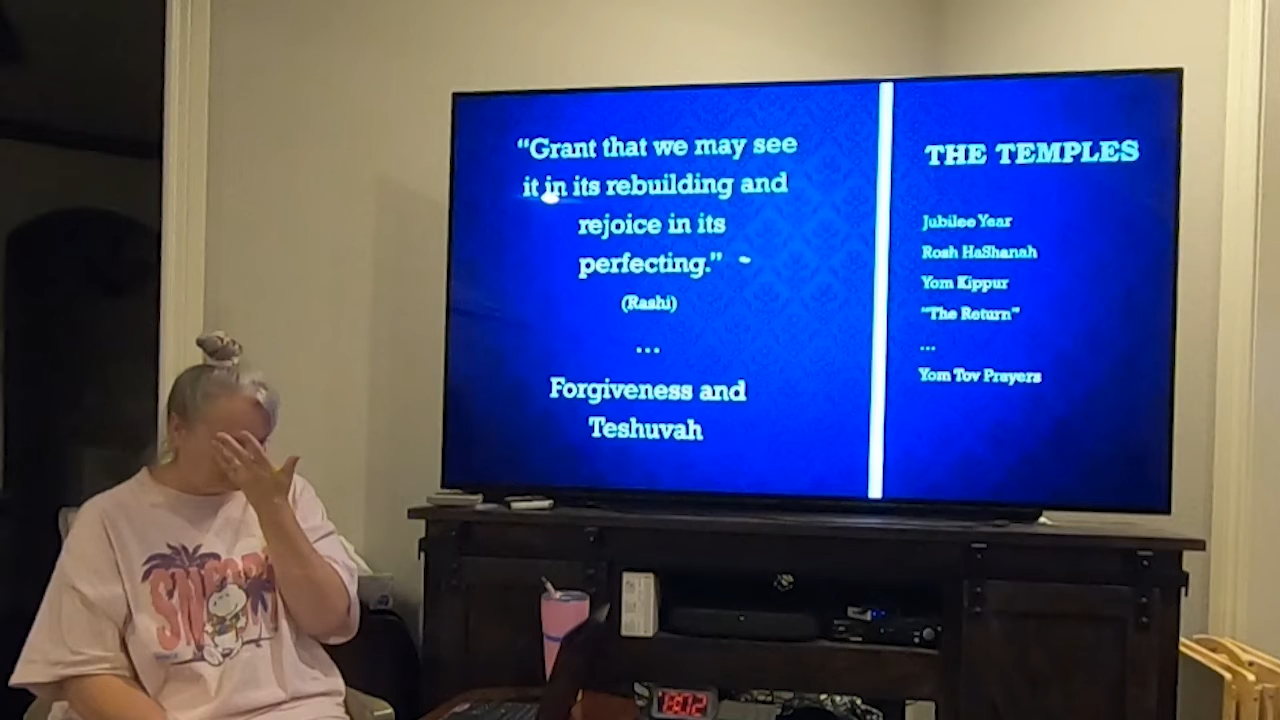 “Grant that we may see
it in its rebuilding and
rejoice in its
perfecting.” ~
(Rashi)
...
Forgiveness and
Teshuvah
THE TEMPLES
Jubilee Year
Rosh HaShanah
Yom Kippur
“The Return”
...
Yom Tov Prayers